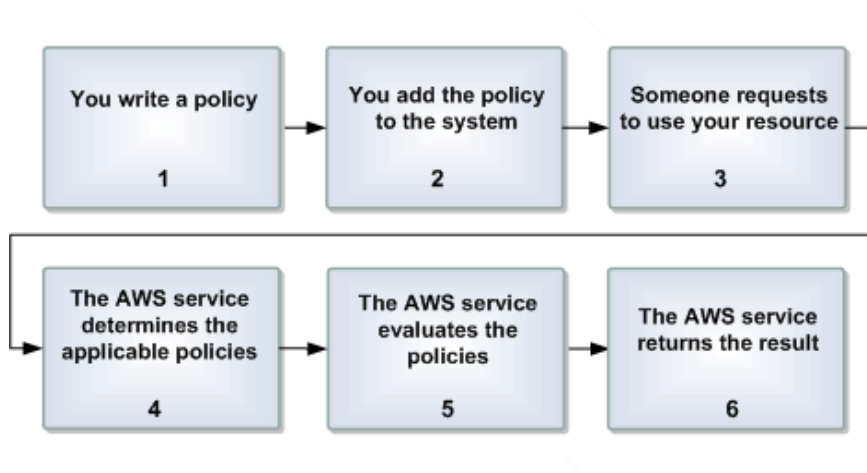 You write a policy
1
You add the policy
to the system
2
Someone requests
to use your resource
3
The AWS service
determines the
applicable policies
4
The AWS service
evaluates the
policies
5
The AWS service
returns the result
6